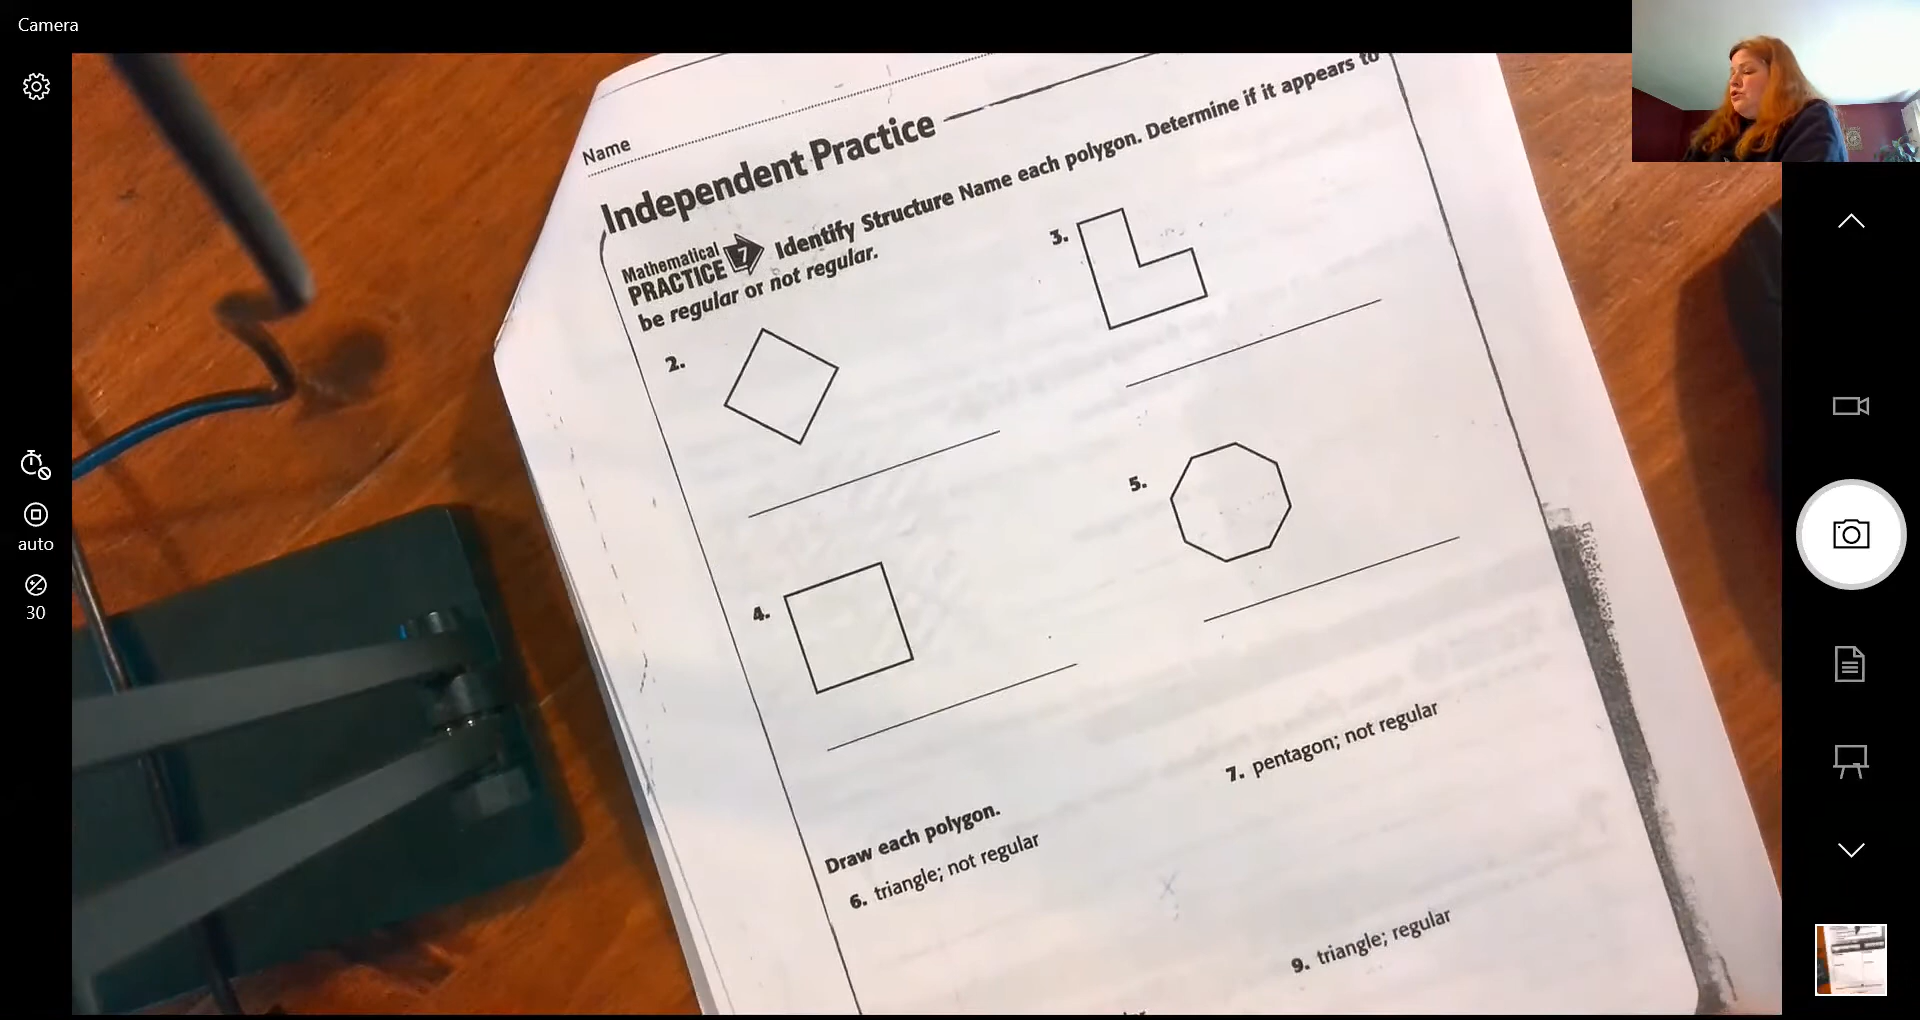 Camera
Name
Independent Practice
Mathematical
PRACTICE 7 Identify Structure Name each polygon. Determine if it appears to
be regular or not regular.
2.
3.
4.
5.
auto
30
Draw each polygon.
6. triangle; not regular
7. pentagon; not regular
9. triangle; regular